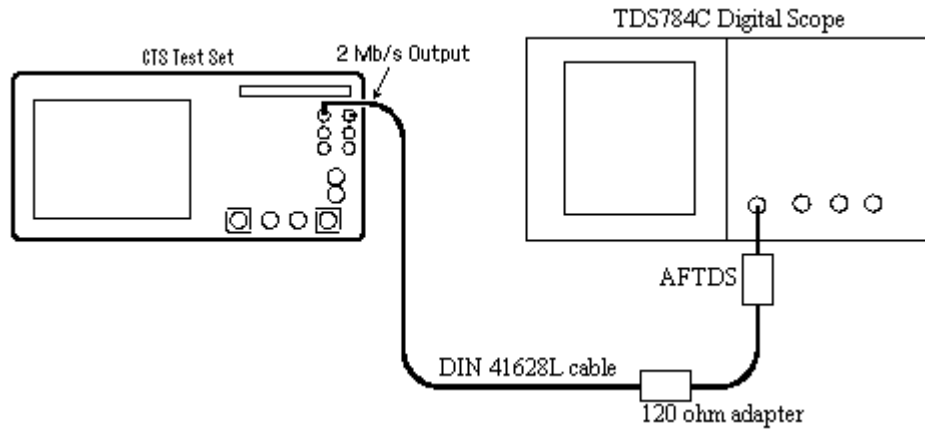 TDS784C Digital Scope
CTS Test Set
2 Mb/s Output
AFTDS
DIN 41628L cable
120 ohm adapter